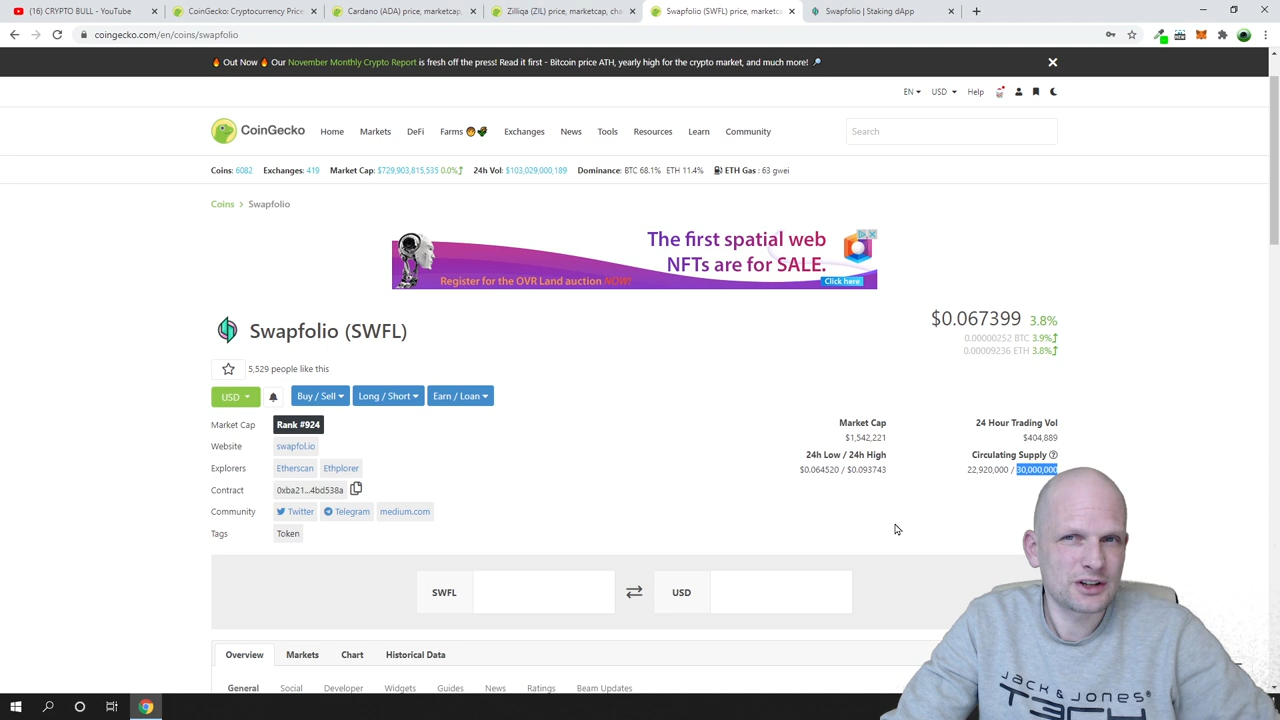 (16) CRYPTO BULL - YouTube
CoinGecko: Cryptocurrency Price
Cardano (ADA) price, marketcap,
Zilliqa (ZIL) price, marketcap, cha
Swapfolio (SWFL) price, marketca
Swapfolio | Staking dApp
coingecko.com/en/coins/swapfolio
🔥 Out Now 🔥 Our November Monthly Crypto Report is fresh off the press! Read it first - Bitcoin price ATH, yearly high for the crypto market, and much more! 🔎
EN USD Help
CoinGecko Home Markets DeFi Farms Exchanges News Tools Resources Learn Community Search
Coins: 6082 Exchanges: 419 Market Cap: $729,903,815,535 0.0% 24h Vol: $103,029,000,189 Dominance: BTC 68.1% ETH 11.4% ETH Gas : 63 gwei
Coins > Swapfolio
The first spatial web
NFTs are for SALE.
Register for the OVR Land auction NOW!
Click here
Swapfolio (SWFL)
$0.067399 3.8%
0.00000252 BTC 3.9%
0.00009236 ETH 3.8%
5,529 people like this
USD Buy / Sell Long / Short Earn / Loan
Market Cap Rank #924
Website swapfol.io
Explorers Etherscan Ethplorer
Contract 0xba21...4bd538a
Community Twitter Telegram medium.com
Tags Token
Market Cap
$1,542,221
24 Hour Trading Vol
$404,889
24h Low / 24h High
$0.064520 / $0.093743
Circulating Supply
22,920,000 / 30,000,000
SWFL USD
Overview Markets Chart Historical Data
General Social Developer Widgets Guides News Ratings Beam Updates
JACK & JONES
TECH